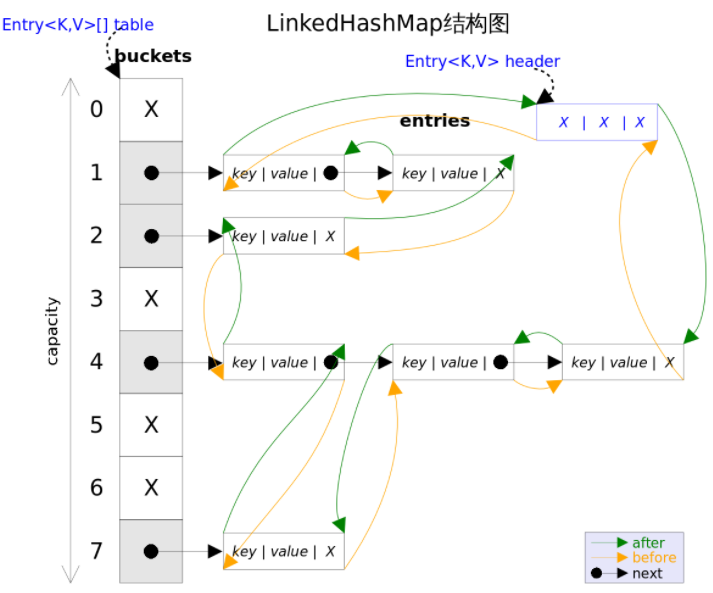 LinkedHashMap结构图
Entry<K,V>[] table
buckets
Entry<K,V> header
entries
0 X
X | X | X
1 key | value | key | value | X
2 key | value | X
3 X
capacity
4 key | value | key | value | key | value | X
5 X
6 X
7 key | value | X
after
before
next